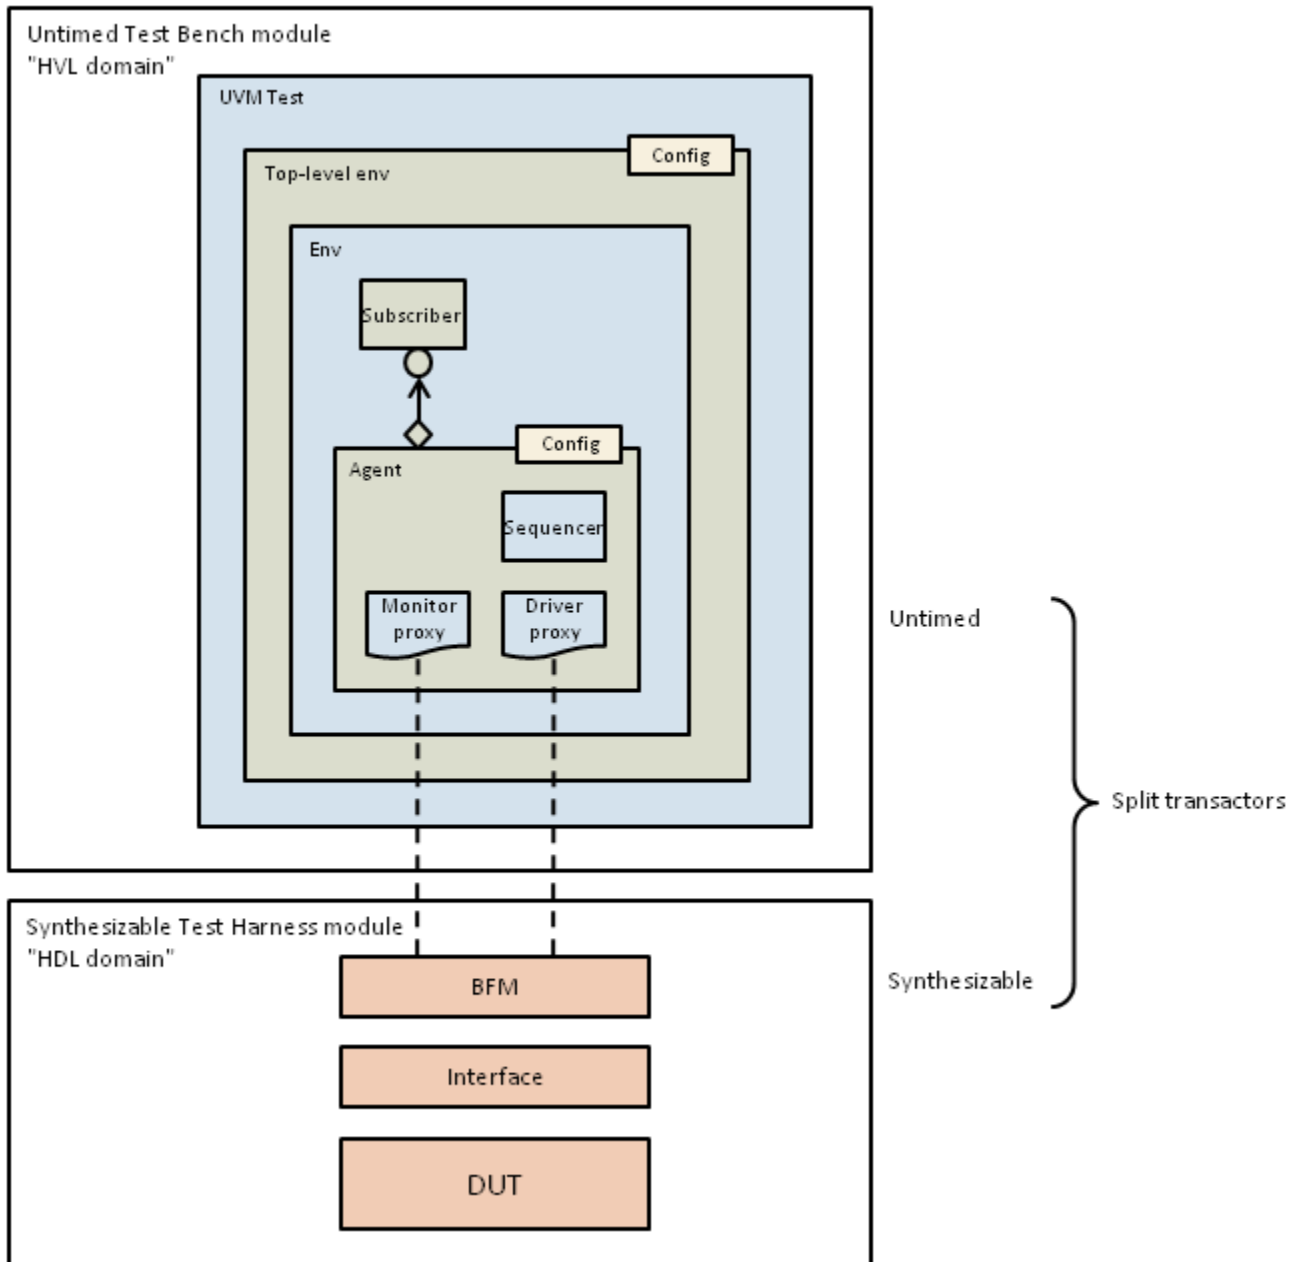 Untimed Test Bench module
"HVL domain"
UVM Test
Config
Top-level env
Env
Subscriber
Config
Agent
Sequencer
Monitor
proxy
Driver
proxy
Untimed
Split transactors
Synthesizable Test Harness module
"HDL domain"
Synthesizable
BFM
Interface
DUT